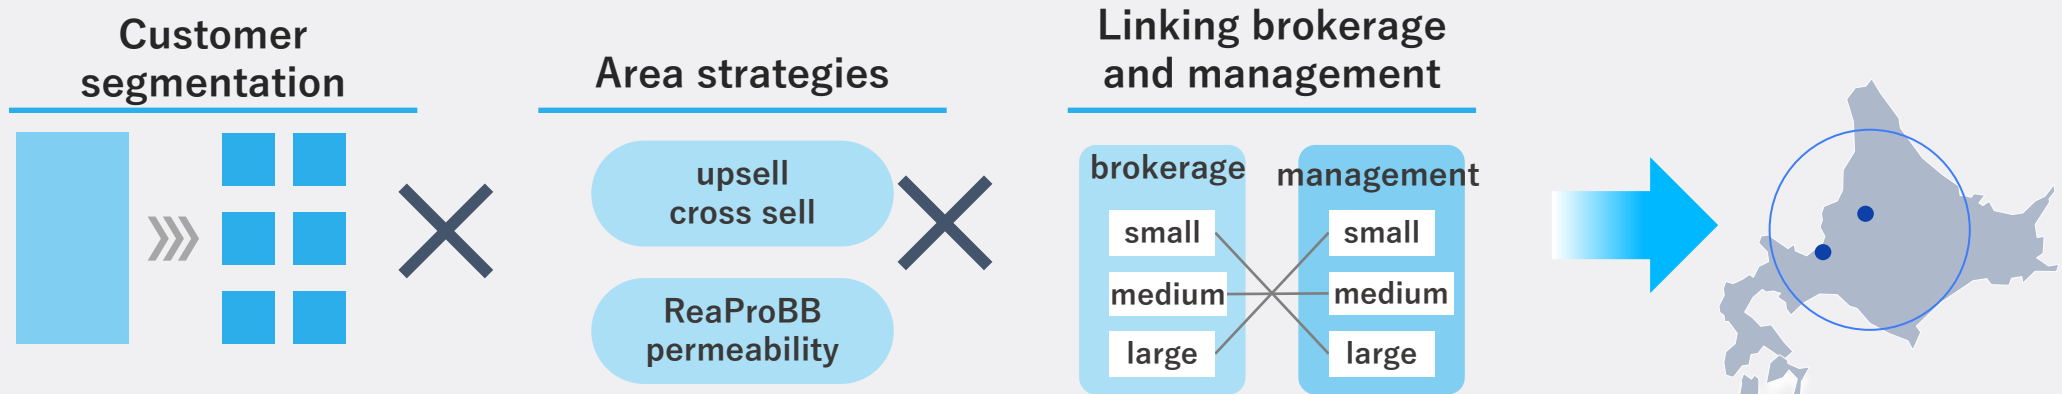 Customer
segmentation
Area strategies
upsell
cross sell
ReaProBB
permeability
Linking brokerage
and management
brokerage
small
medium
large
management
small
medium
large